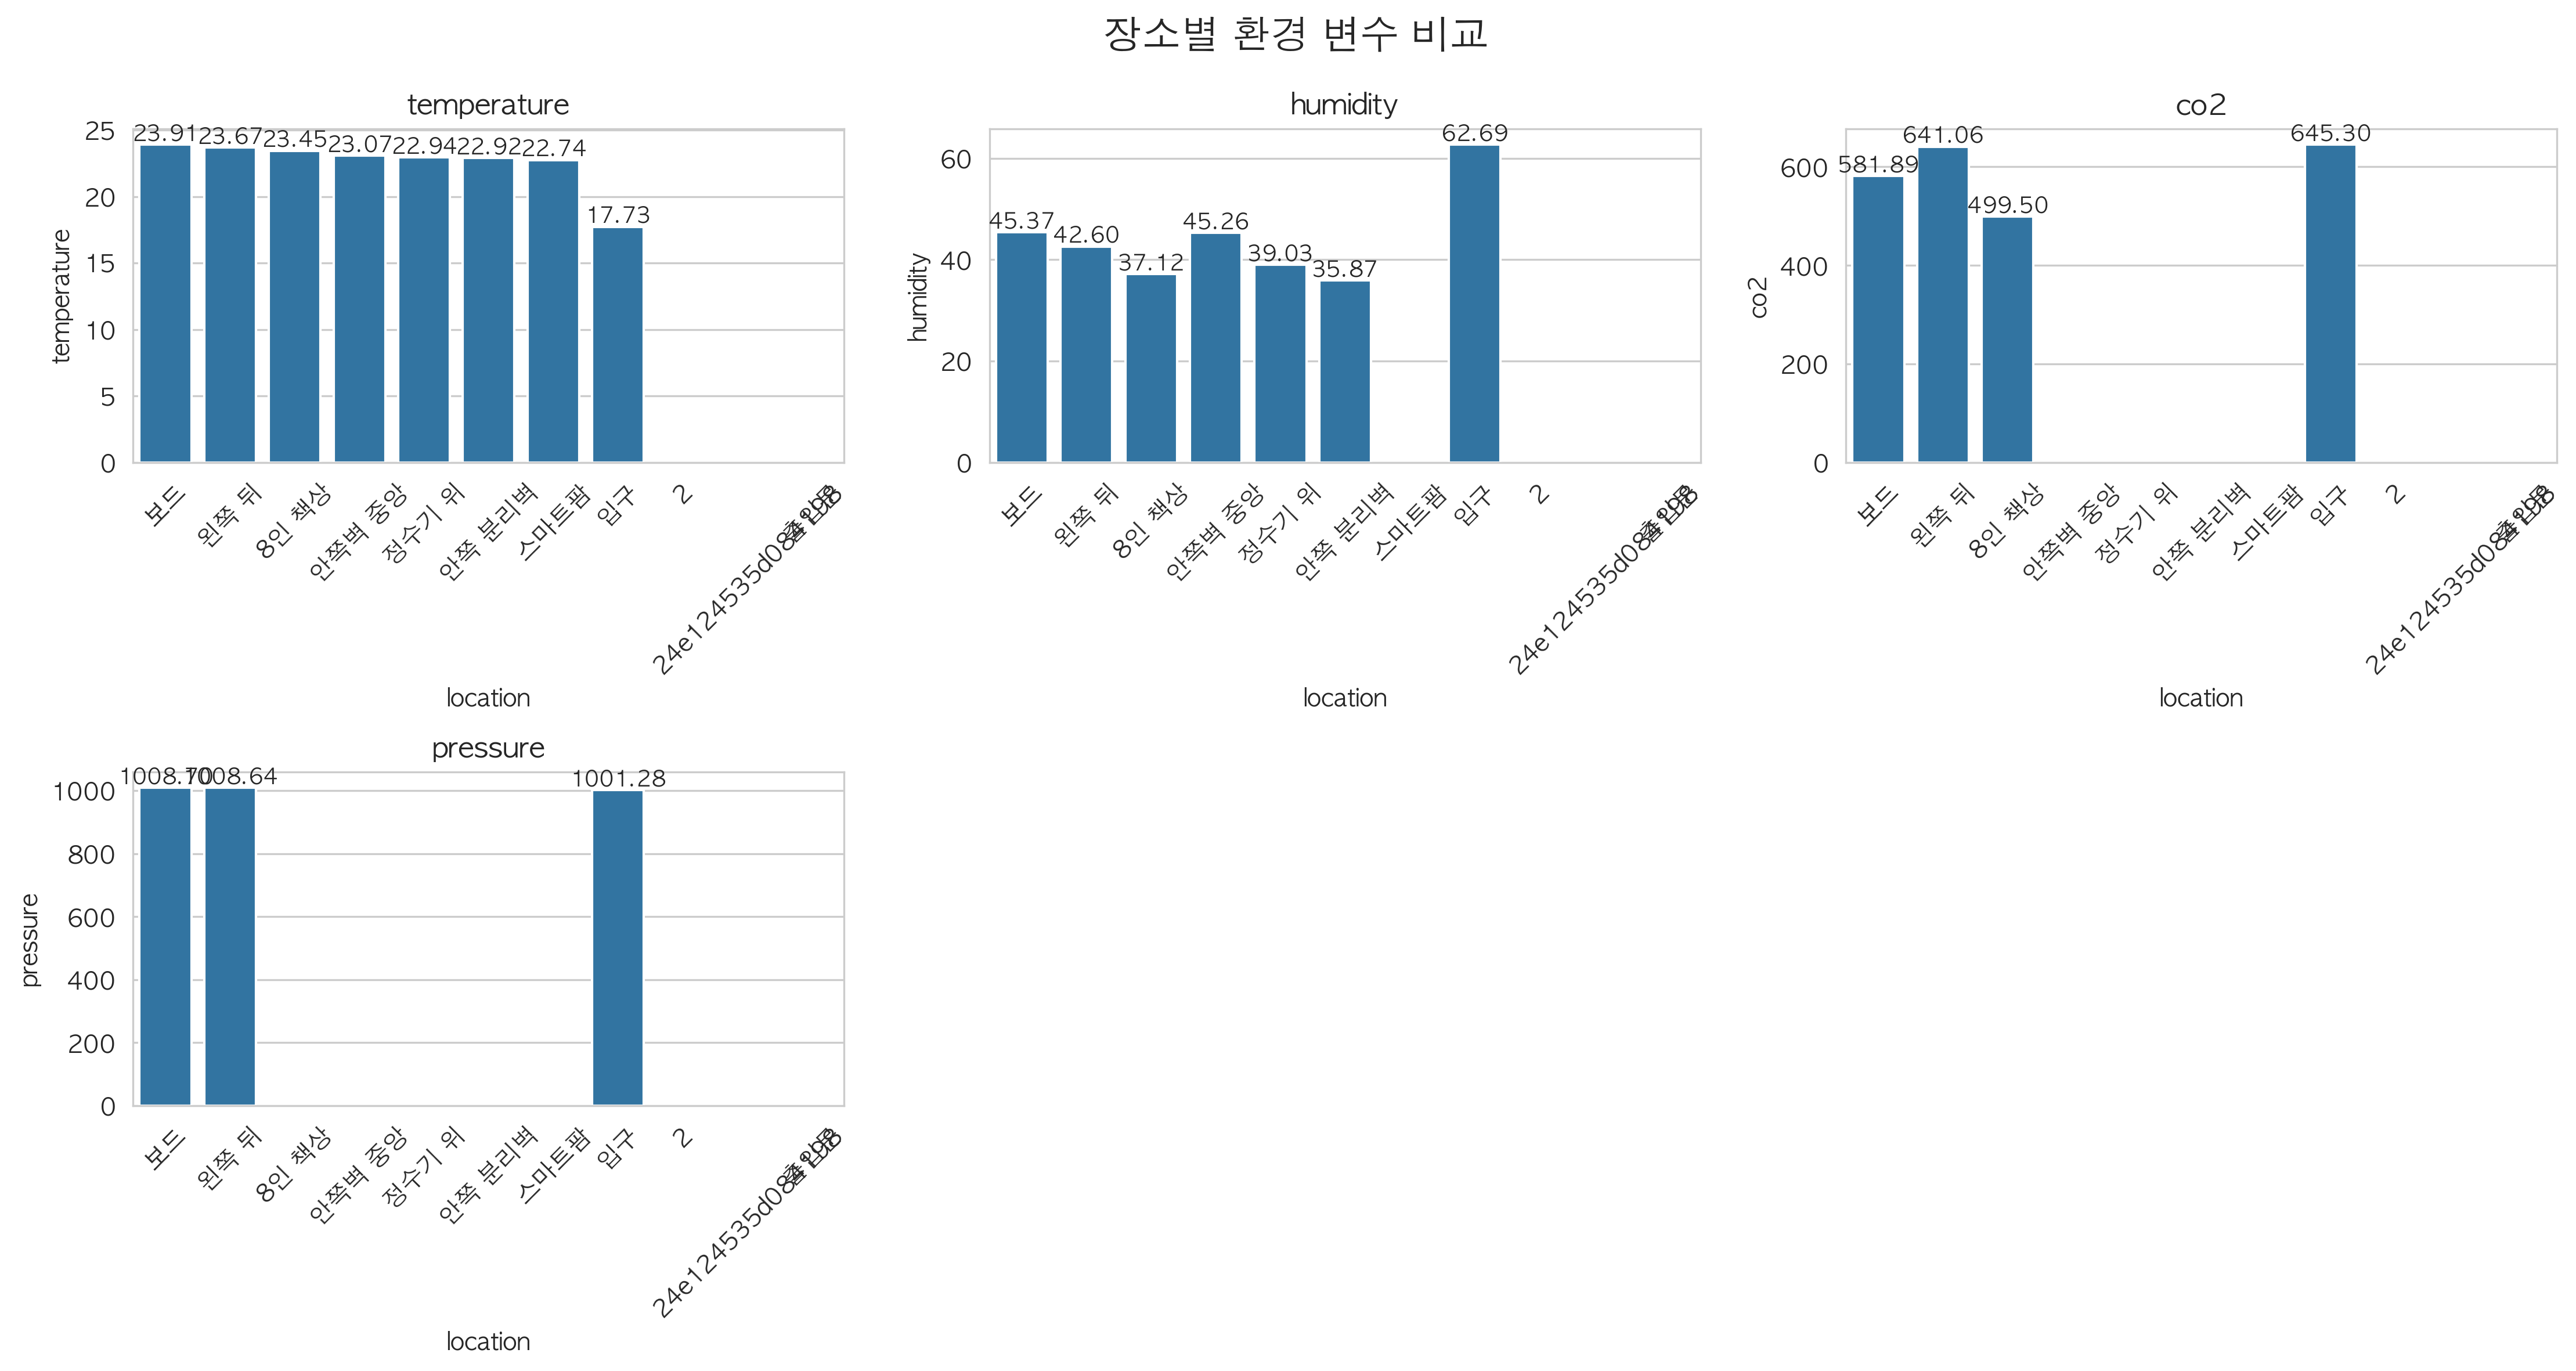 장소별 환경 변수 비교
temperature
temperature
25
20
15
10
5
0
23.91
23.67
23.45
23.07
22.94
22.92
22.74
17.73
보드
왼쪽 뒤
8인 책상
안쪽벽 중앙
정수기 위
안쪽 분리벽
스마트팜
입구
2
location
humidity
humidity
60
40
20
0
45.37
42.60
37.12
45.26
39.03
35.87
62.69
보드
왼쪽 뒤
8인 책상
안쪽벽 중앙
정수기 위
안쪽 분리벽
스마트팜
입구
2
location
co2
co2
600
400
200
0
581.89
641.06
499.50
645.30
보드
왼쪽 뒤
8인 책상
안쪽벽 중앙
정수기 위
안쪽 분리벽
스마트팜
입구
2
location
pressure
pressure
1000
800
600
400
200
0
1008.70
1008.64
1001.28
보드
왼쪽 뒤
8인 책상
안쪽벽 중앙
정수기 위
안쪽 분리벽
스마트팜
입구
2
location